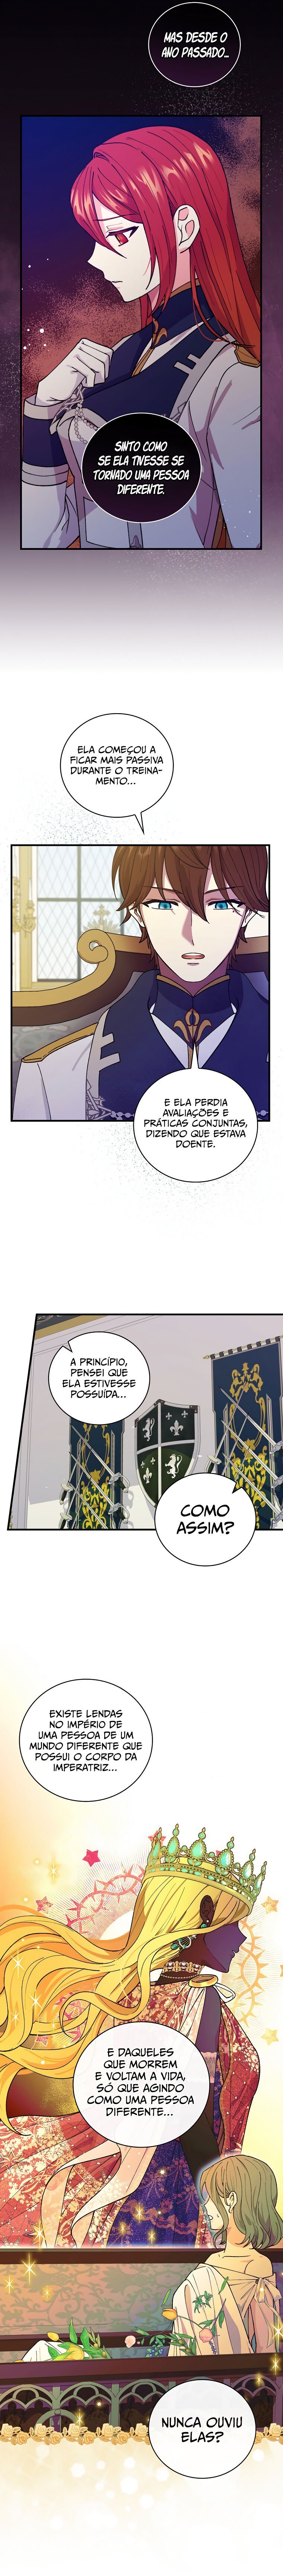 MAS DESDE O
ANO PASSADO...
SINTO COMO
SE ELA TIVESSE SE
TORNADO UMA PESSOA
DIFERENTE.
ELA COMEÇOU A
FICAR MAIS PASSIVA
DURANTE O TREINA-
MENTO...
E ELA PERDIA
AVALIAÇÕES E
PRÁTICAS CONJUNTAS,
DIZENDO QUE ESTAVA
DOENTE.
A PRINCÍPIO,
PENSEI QUE
ELA ESTIVESSE
POSSUÍDA...
COMO
ASSIM?
EXISTE LENDAS
NO IMPÉRIO DE
UMA PESSOA DE UM
MUNDO DIFERENTE QUE
POSSUI O CORPO DA
IMPERATRIZ...
E DAQUELES
QUE MORREM
E VOLTAM A VIDA,
SÓ QUE AGINDO
COMO UMA PESSOA
DIFERENTE...
NUNCA OUVIU
ELAS?